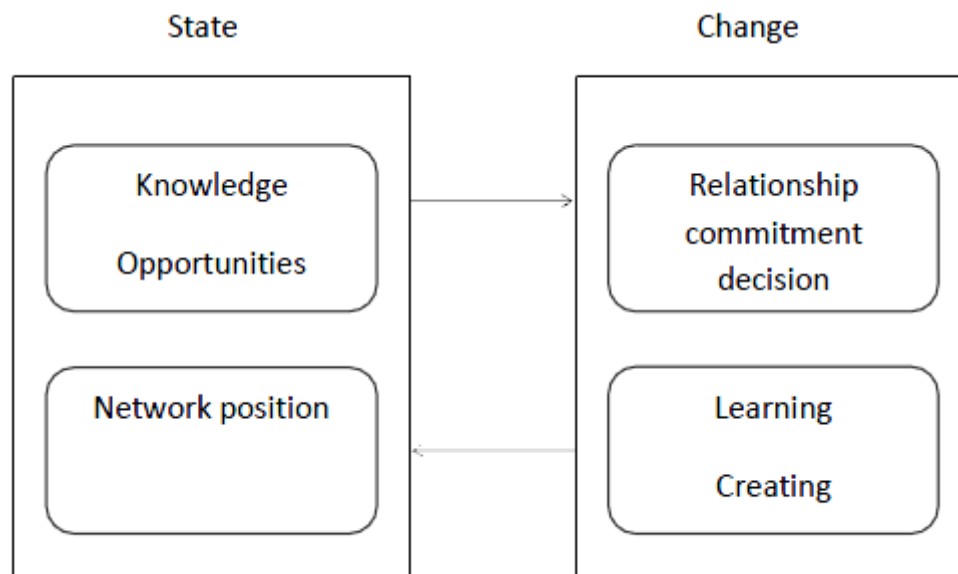 State
Change
Knowledge
Opportunities
Relationship
commitment
decision
Network position
Learning
Creating